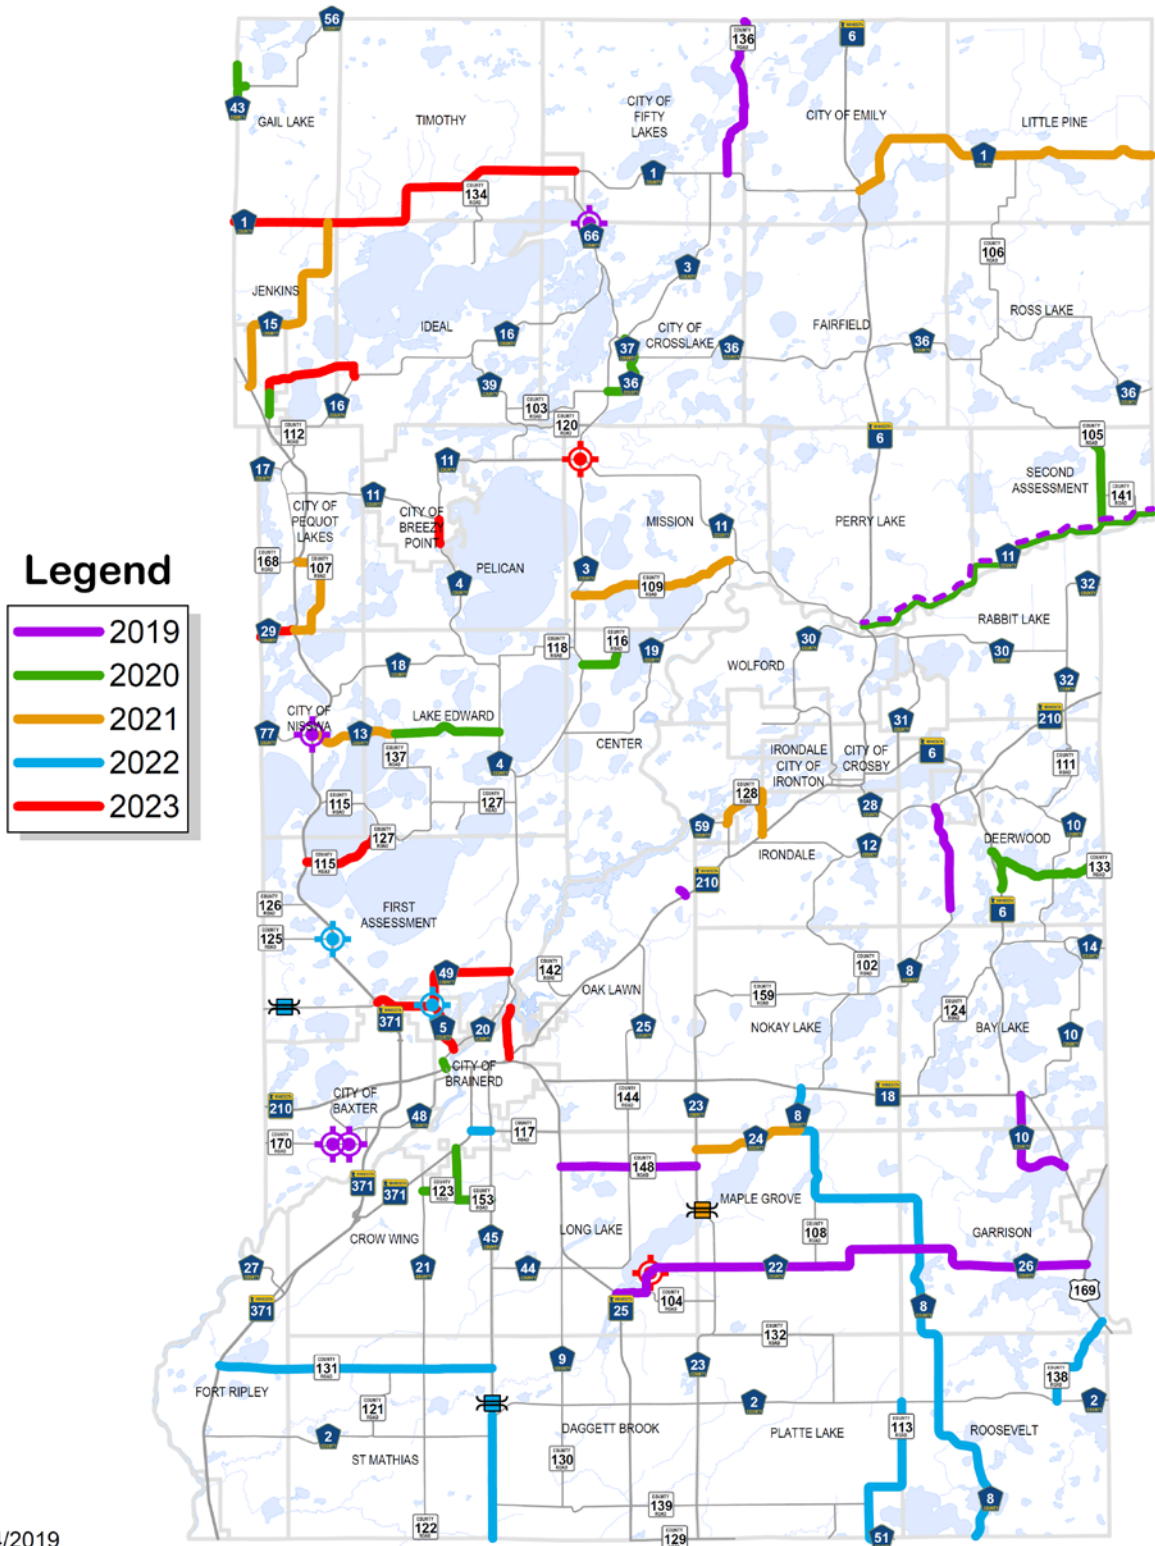 56
136
6
43
GAIL LAKE
TIMOTHY
CITY OF
FIFTY
LAKES
CITY OF EMILY
LITTLE PINE
1
1
134
1
66
106
3
JENKINS
15
IDEAL
16
37
CITY OF
CROSSLAKE
36
FAIRFIELD
36
ROSS LAKE
39
36
16
103
120
36
112
11
6
105
17
11
CITY OF
PEQUOT
LAKES
CITY OF
BREEZY
POINT
MISSION
11
PERRY LAKE
SECOND
ASSESSMENT
141
168
107
PELICAN
4
3
109
11
32
Legend
2019
2020
2021
2022
2023
29
118
116
19
30
RABBIT LAKE
30
18
WOLFORD
32
CITY OF
NISSWA
77
13
LAKE EDWARD
137
4
CENTER
31
210
6
IRONDALE
CITY OF
IRONTON
CITY OF
CROSBY
111
115
127
128
28
127
59
12
10
DEERWOOD
115
IRONDALE
133
210
126
FIRST
ASSESSMENT
6
125
14
49
142
102
8
OAK LAWN
159
124
371
5
20
25
NOKAY LAKE
BAY LAKE
10
CITY OF
BRAINERD
CITY OF
BAXTER
210
48
144
23
18
8
170
117
24
10
371
371
123
153
148
MAPLE GROVE
CROW WING
45
LONG LAKE
108
GARRISON
27
21
44
22
26
371
25
104
8
169
132
131
9
23
138
FORT RIPLEY
121
2
2
2
DAGGETT BROOK
PLATTE LAKE
113
ROOSEVELT
ST MATHIAS
130
139
8
122
129
51
4/2019